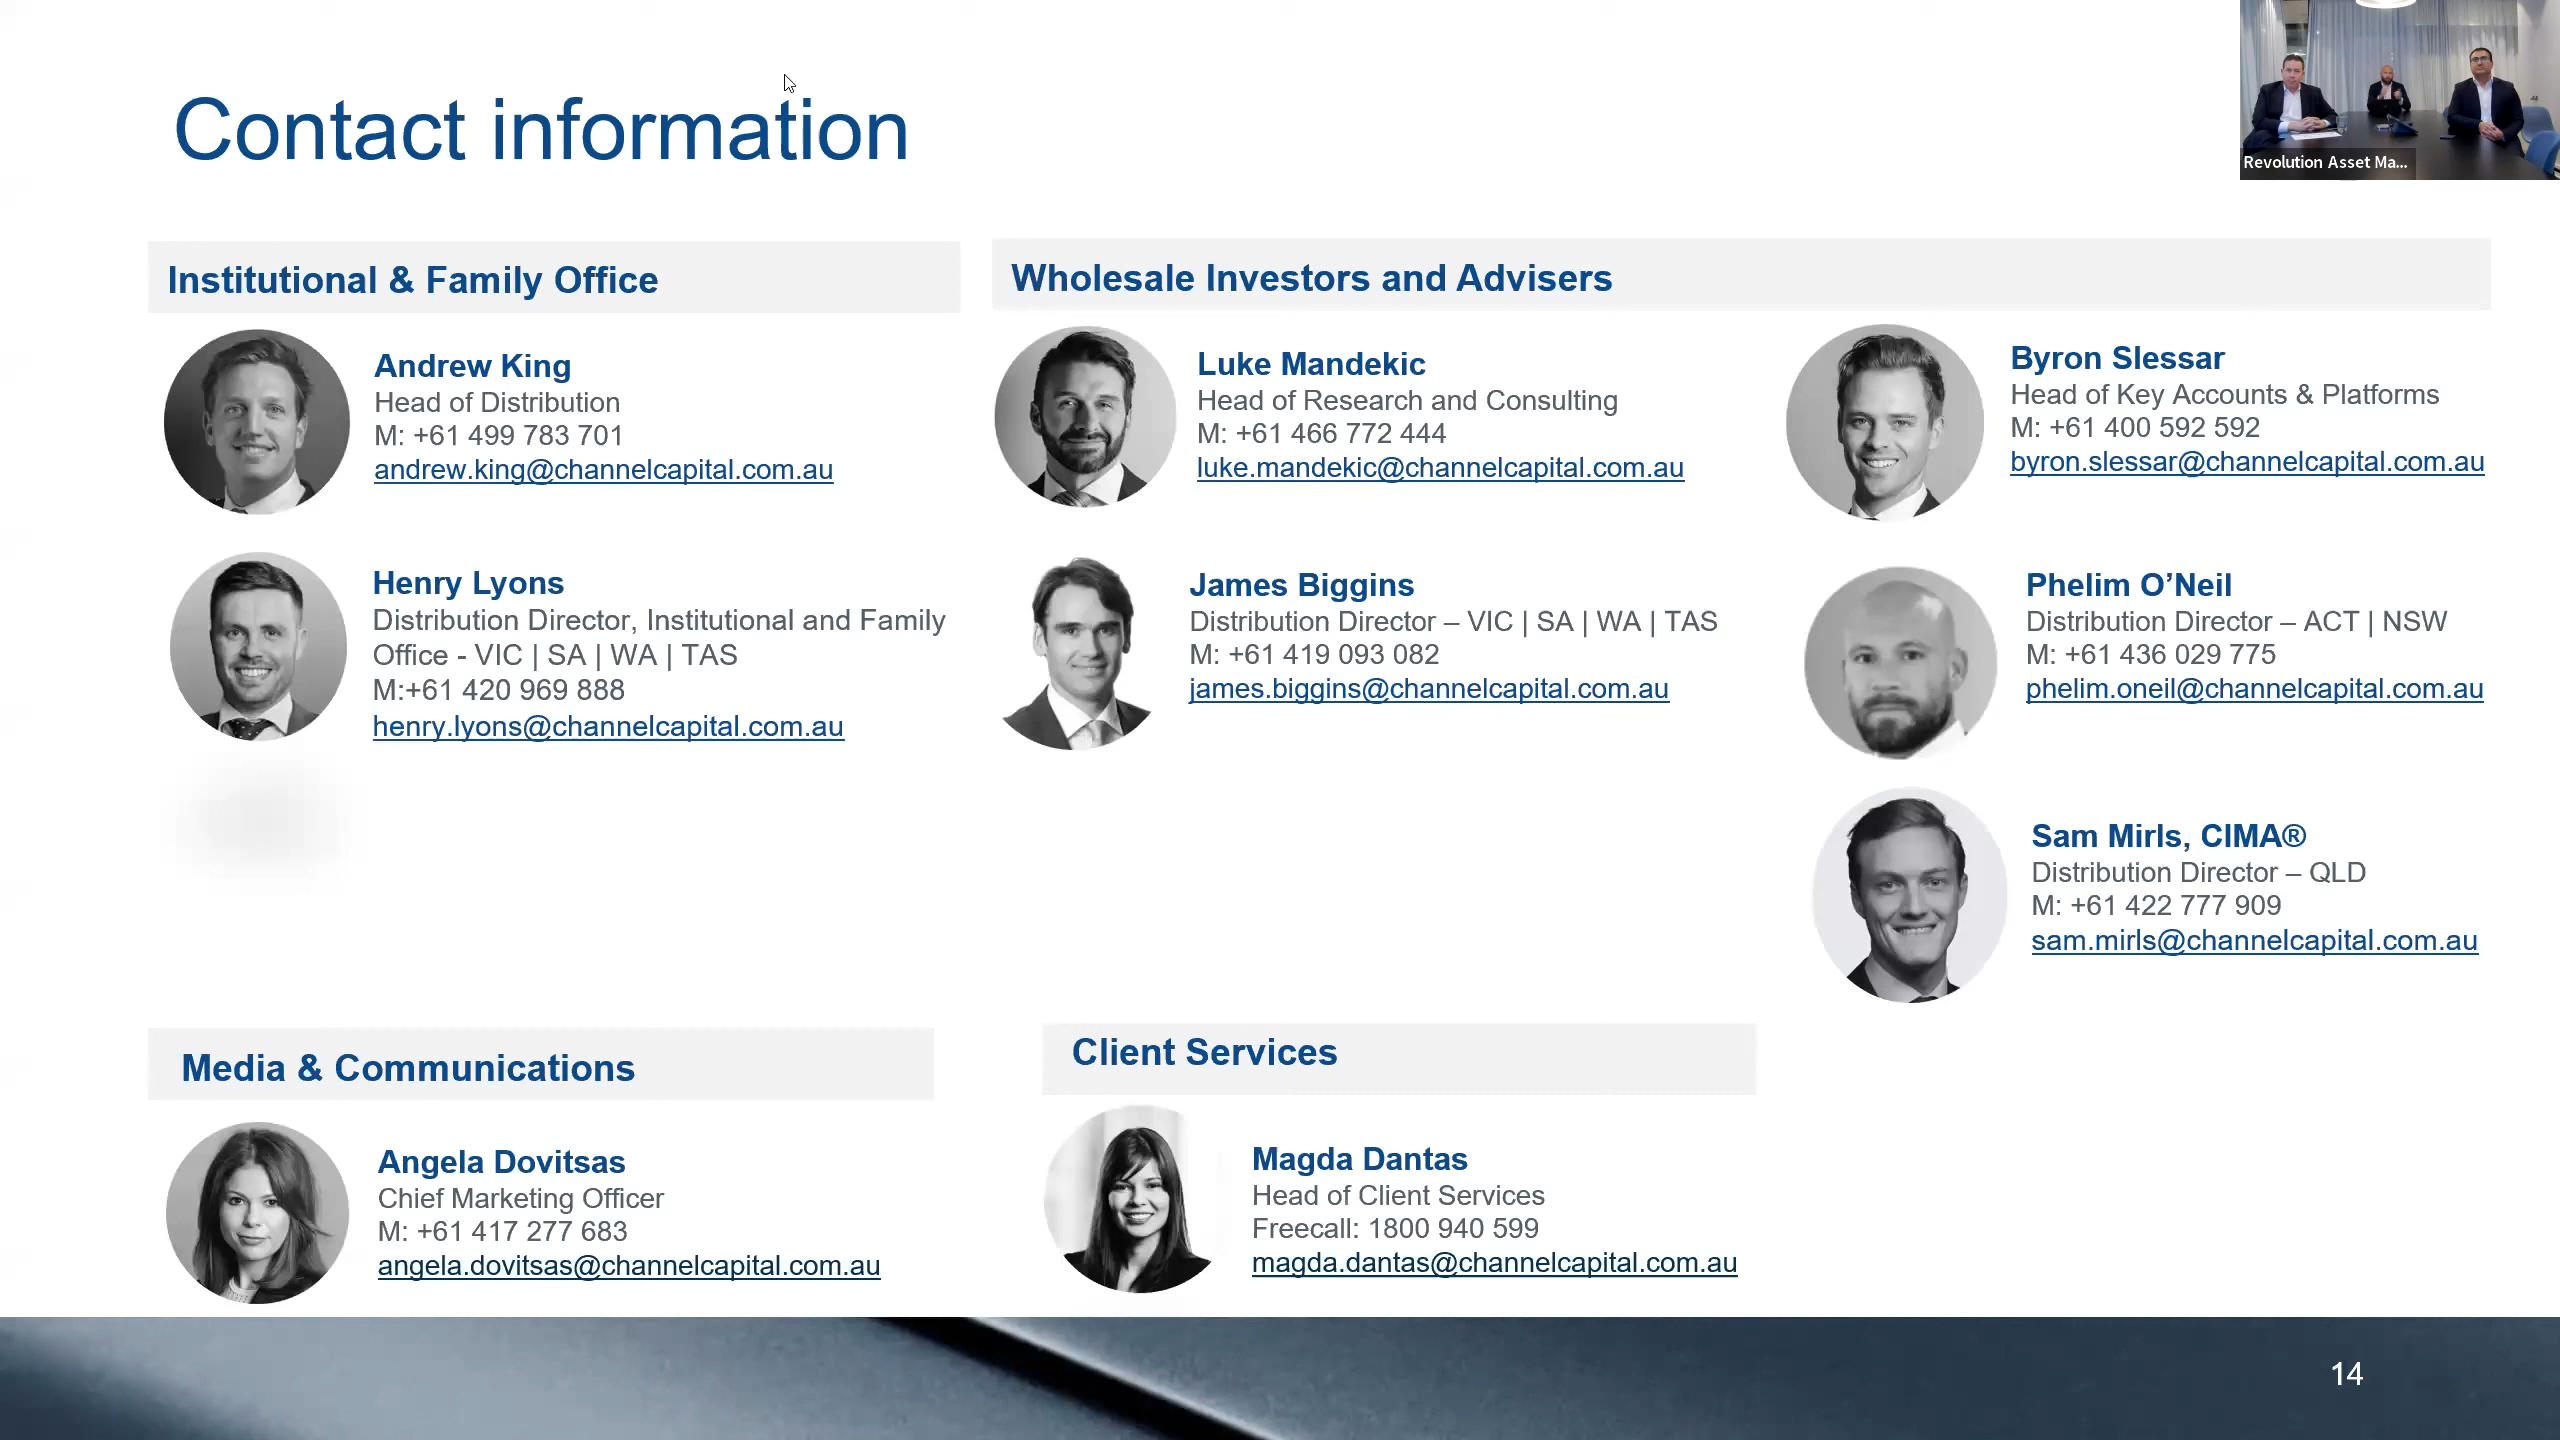 Contact information
Revolution Asset Ma...
Institutional & Family Office
Andrew King
Head of Distribution
M: +61 499 783 701
andrew.king@channelcapital.com.au
Henry Lyons
Distribution Director, Institutional and Family
Office - VIC | SA | WA | TAS
M:+61 420 969 888
henry.lyons@channelcapital.com.au
Wholesale Investors and Advisers
Luke Mandekic
Head of Research and Consulting
M: +61 466 772 444
luke.mandekic@channelcapital.com.au
James Biggins
Distribution Director – VIC | SA | WA | TAS
M: +61 419 093 082
james.biggins@channelcapital.com.au
Byron Slessar
Head of Key Accounts & Platforms
M: +61 400 592 592
byron.slessar@channelcapital.com.au
Phelim O’Neil
Distribution Director – ACT | NSW
M: +61 436 029 775
phelim.oneil@channelcapital.com.au
Sam Mirls, CIMA®
Distribution Director – QLD
M: +61 422 777 909
sam.mirls@channelcapital.com.au
Media & Communications
Angela Dovitsas
Chief Marketing Officer
M: +61 417 277 683
angela.dovitsas@channelcapital.com.au
Client Services
Magda Dantas
Head of Client Services
Freecall: 1800 940 599
magda.dantas@channelcapital.com.au
14